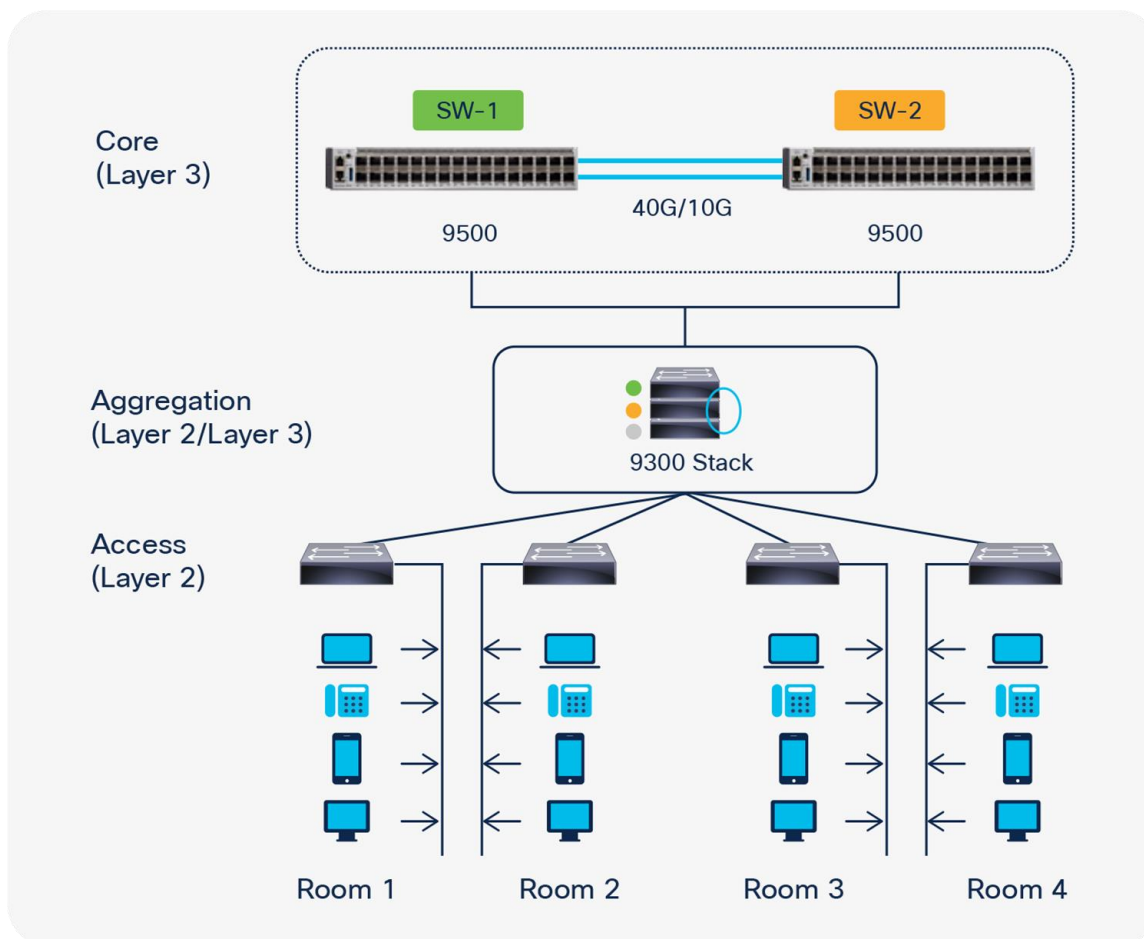 SW-1
SW-2
Core
(Layer 3)
40G/10G
9500
9500
Aggregation
(Layer 2/Layer 3)
9300 Stack
Access
(Layer 2)
Room 1
Room 2
Room 3
Room 4